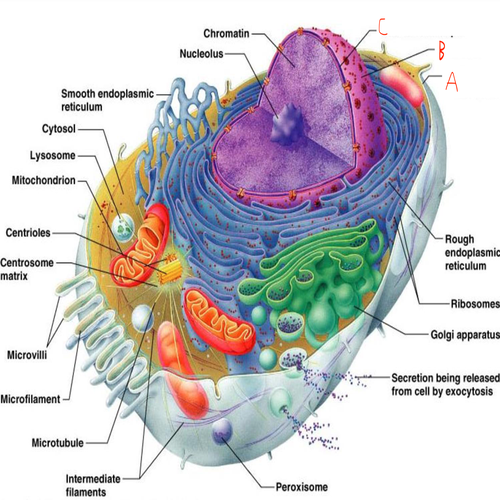 Chromatin
C
Nucleolus
B
A
Smooth endoplasmic
reticulum
Cytosol
Lysosome
Mitochondrion
Centrioles
Centrosome
matrix
Rough
endoplasmic
reticulum
Ribosomes
Golgi apparatus
Microvilli
Secretion being released
from cell by exocytosis
Microfilament
Microtubule
Intermediate
filaments
Peroxisome